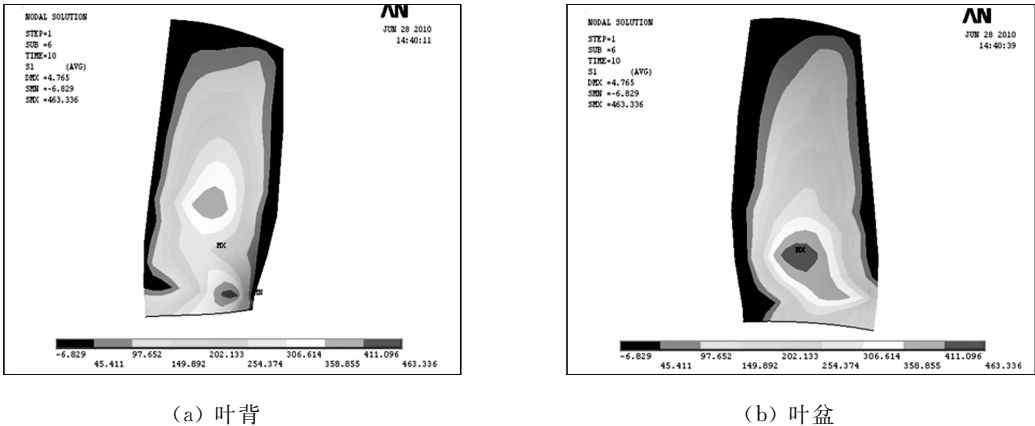 NODAL SOLUTION
STEP=1
SUB =6
TIME=10
S1 (AVG)
DMX =4.765
SMN =-6.829
SMX =463.336
AN
JUN 28 2010
14:40:11
MX
MN
-6.829 97.652 202.133 306.614 411.096
45.411 149.892 254.374 358.855 463.336
(a) 叶背
NODAL SOLUTION
STEP=1
SUB =6
TIME=10
S1 (AVG)
DMX =4.765
SMN =-6.829
SMX =463.336
AN
JUN 28 2010
14:40:39
MX
-6.829 97.652 202.133 306.614 411.096
45.411 149.892 254.374 358.855 463.336
(b) 叶盆